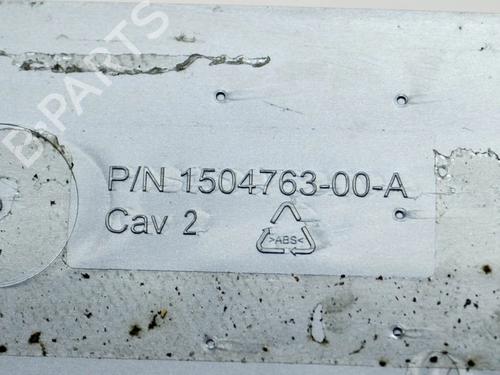 B-PARTS
P/N 1504763-00-A
Cav 2
>ABS<